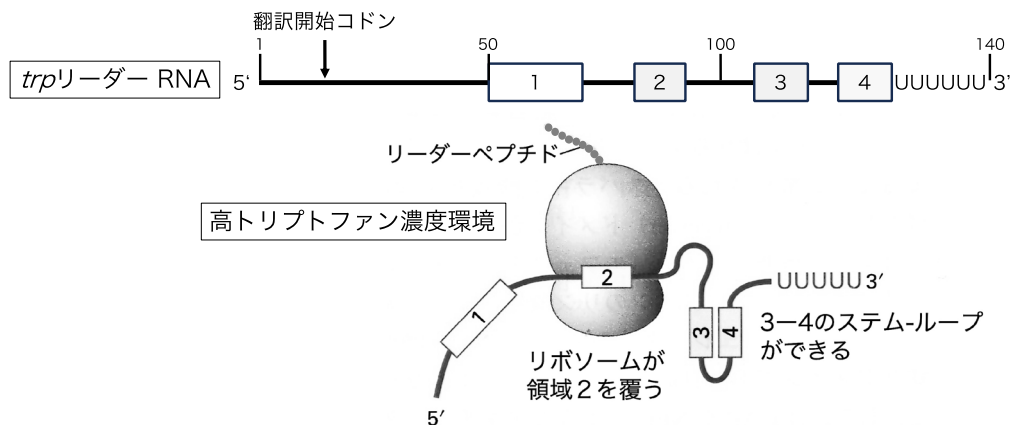 翻訳開始コドン
1
50
100
140
trpリーダー RNA
5‘
1
2
3
4
UUUUUU
3’
リーダーペプチド
高トリプトファン濃度環境
2
UUUUU 3′
1
3
4
3ー4のステム-ループ
ができる
リボソームが
領域2を覆う
5′